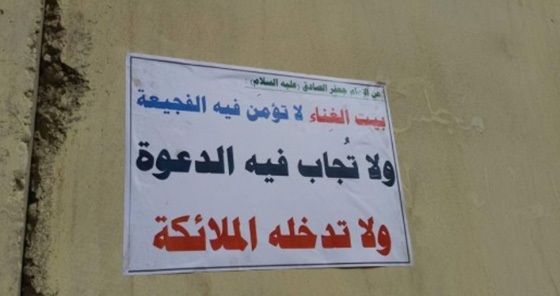 عن الإمام جعفر الصادق (عليه السلام) :
بيت الغناء لا تؤمن فيه الفجيعة
ولا تُجاب فيه الدعوة
ولا تدخله الملائكة